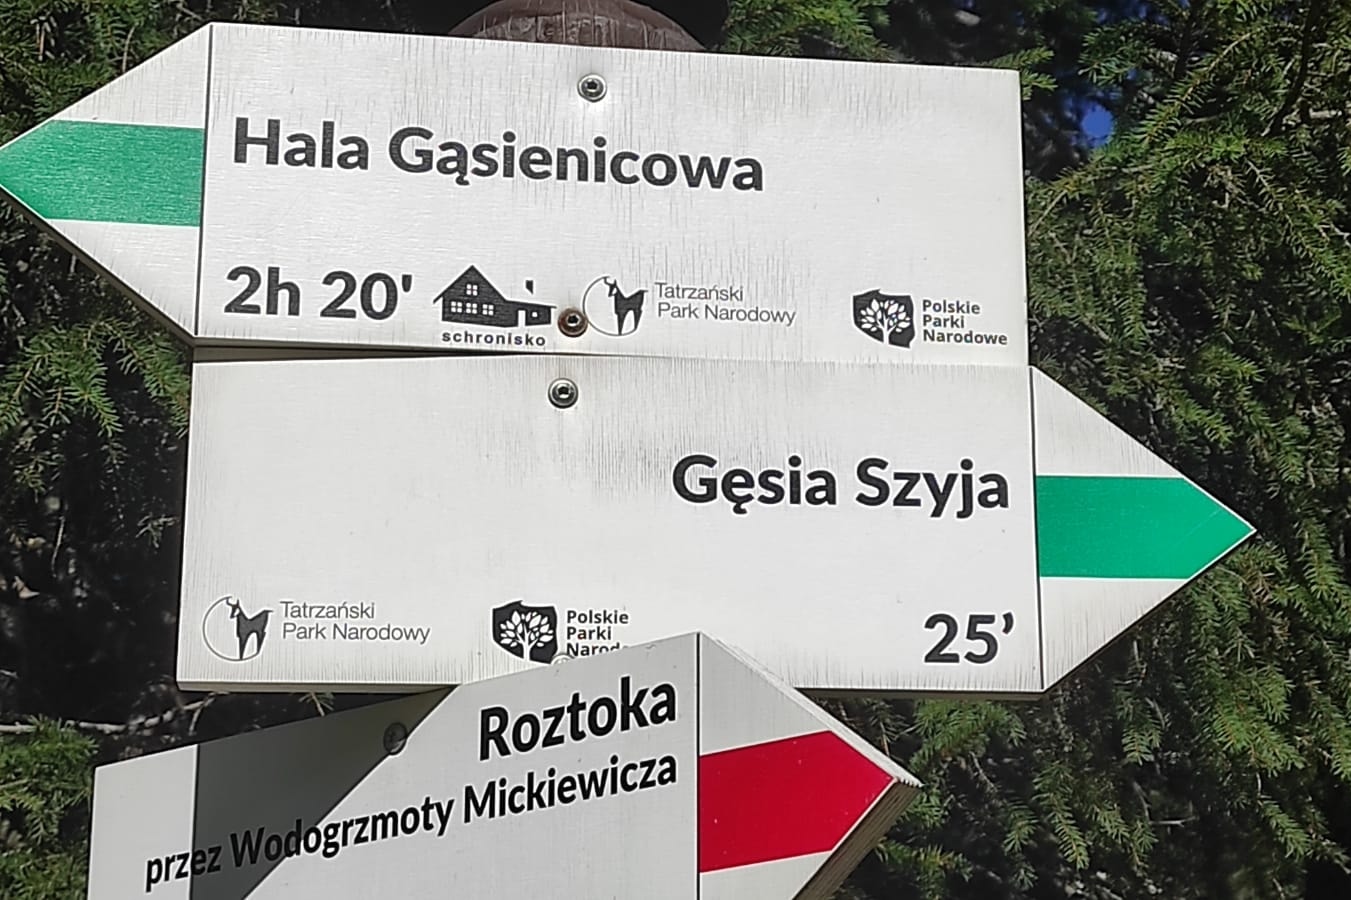 Hala Gąsienicowa
2h 20'
schronisko
Tatrzański
Park Narodowy
Polskie
Parki
Narodowe
Gęsia Szyja
25’
Tatrzański
Park Narodowy
Polskie
Parki
Roztoka
przez Wodogrzmoty Mickiewicza